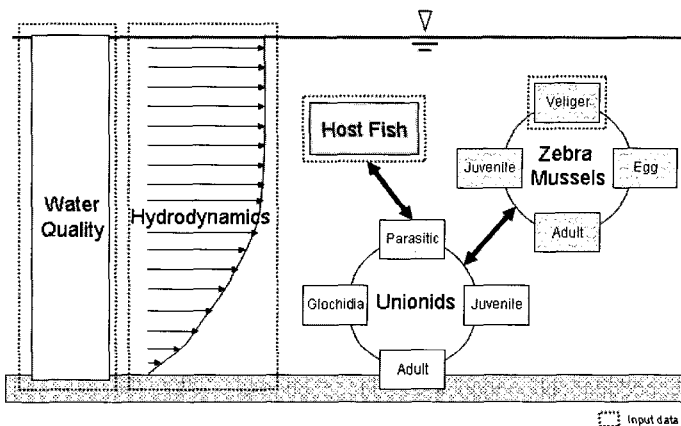 Water
Quality
Hydrodynamics
Host Fish
Veliger
Juvenile
Zebra
Mussels
Egg
Adult
Parasitic
Glochidia
Unionids
Juvenile
Adult
Input data